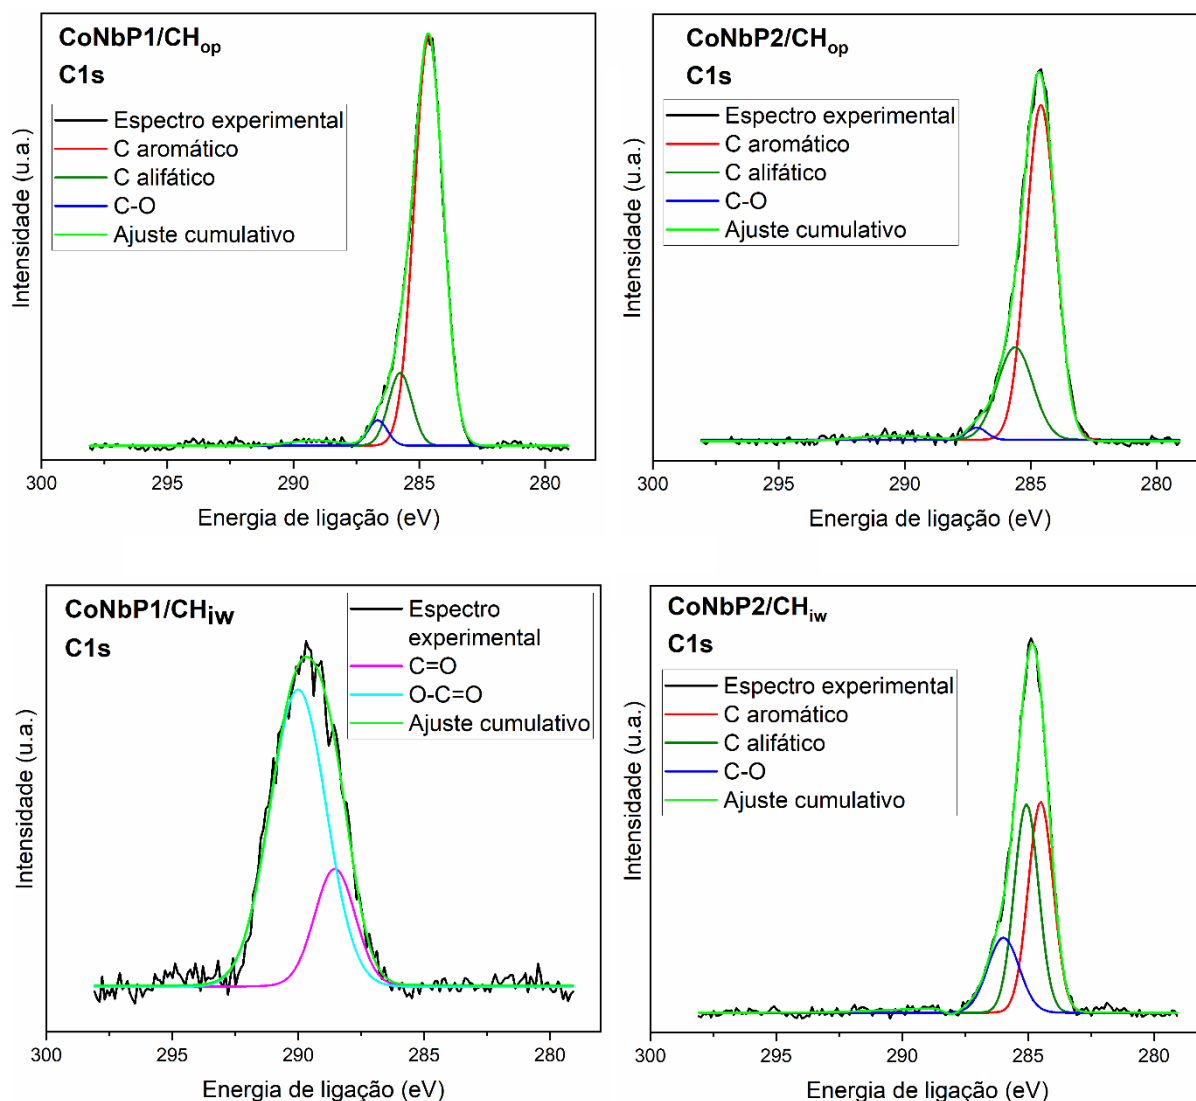 CoNbP1/CHop
C1s
Espectro experimental
C aromático
C alifático
C-O
Ajuste cumulativo
Intensidade (u.a.)
300 295 290 285 280
Energia de ligação (eV)
CoNbP2/CHop
C1s
Espectro experimental
C aromático
C alifático
C-O
Ajuste cumulativo
Intensidade (u.a.)
300 295 290 285 280
Energia de ligação (eV)
CoNbP1/CHiw
C1s
Espectro
experimental
C=O
O-C=O
Ajuste cumulativo
Intensidade (u.a.)
300 295 290 285 280
Energia de ligação (eV)
CoNbP2/CHiw
C1s
Espectro experimental
C aromático
C alifático
C-O
Ajuste cumulativo
Intensidade (u.a.)
300 295 290 285 280
Energia de ligação (eV)